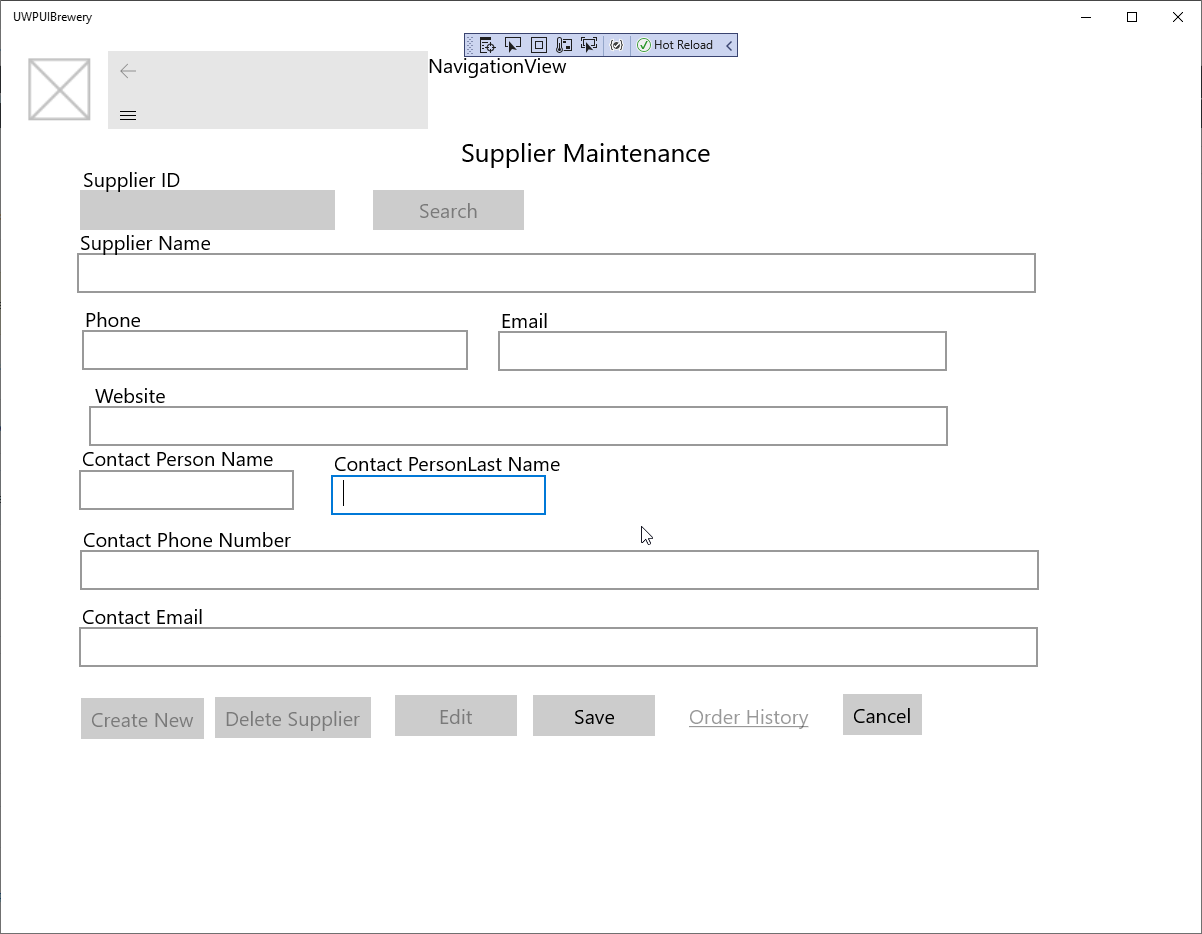 UWPUIBrewery
Hot Reload
NavigationView
Supplier Maintenance
Supplier ID
Search
Supplier Name
Phone
Email
Website
Contact Person Name
Contact PersonLast Name
Contact Phone Number
Contact Email
Create New
Delete Supplier
Edit
Save
Order History
Cancel